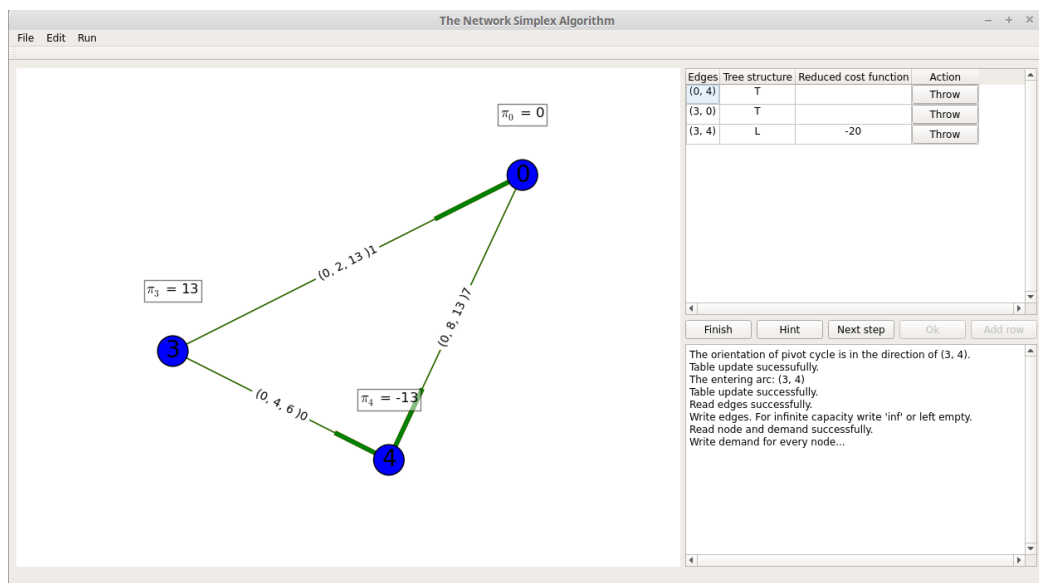 The Network Simplex Algorithm
File Edit Run
π0 = 0
0
(0, 2, 13 )1
π3 = 13
(0, 8, 13 )7
3
(0, 4, 6 )0
π4 = -13
4
Edges Tree structure Reduced cost function Action
(0, 4) T Throw
(3, 0) T Throw
(3, 4) L -20 Throw
Finish Hint Next step Ok Add row
The orientation of pivot cycle is in the direction of (3, 4).
Table update sucessufully.
The entering arc: (3, 4)
Table update successfully.
Read edges successfully.
Write edges. For infinite capacity write 'inf' or left empty.
Read node and demand successfully.
Write demand for every node...